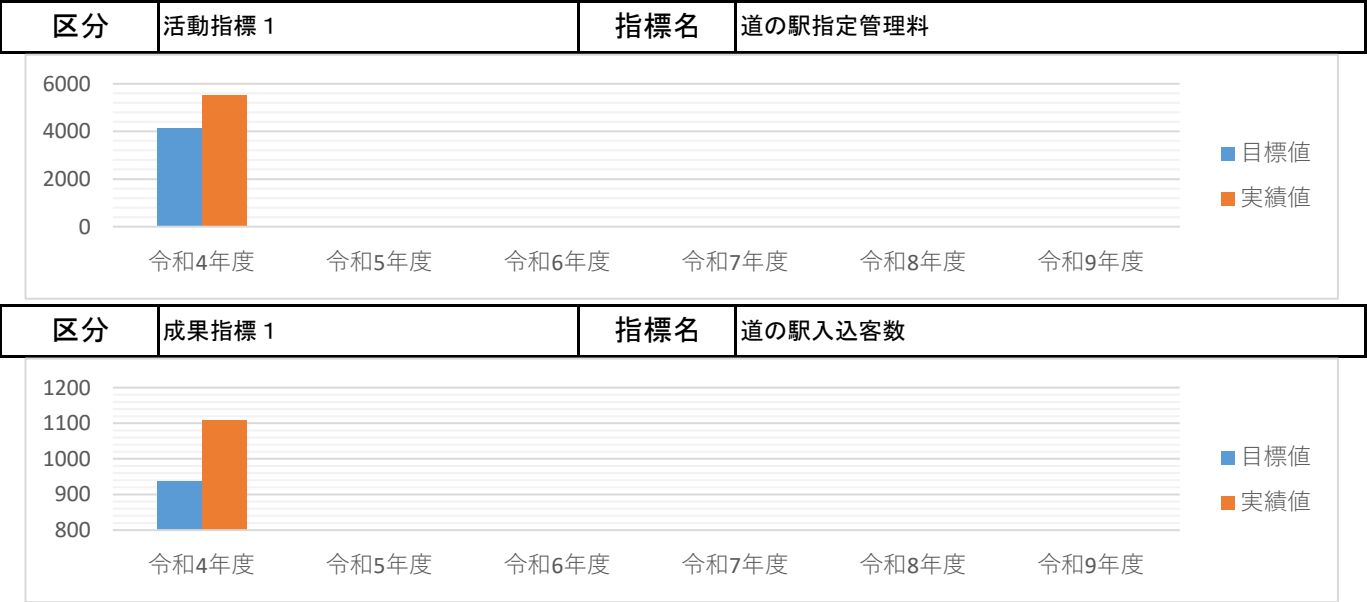 区分 活動指標１ 指標名 道の駅指定管理料
6000
4000
2000
0
目標値
実績値
令和4年度 令和5年度 令和6年度 令和7年度 令和8年度 令和9年度
区分 成果指標１ 指標名 道の駅入込客数
1200
1100
1000
900
800
目標値
実績値
令和4年度 令和5年度 令和6年度 令和7年度 令和8年度 令和9年度